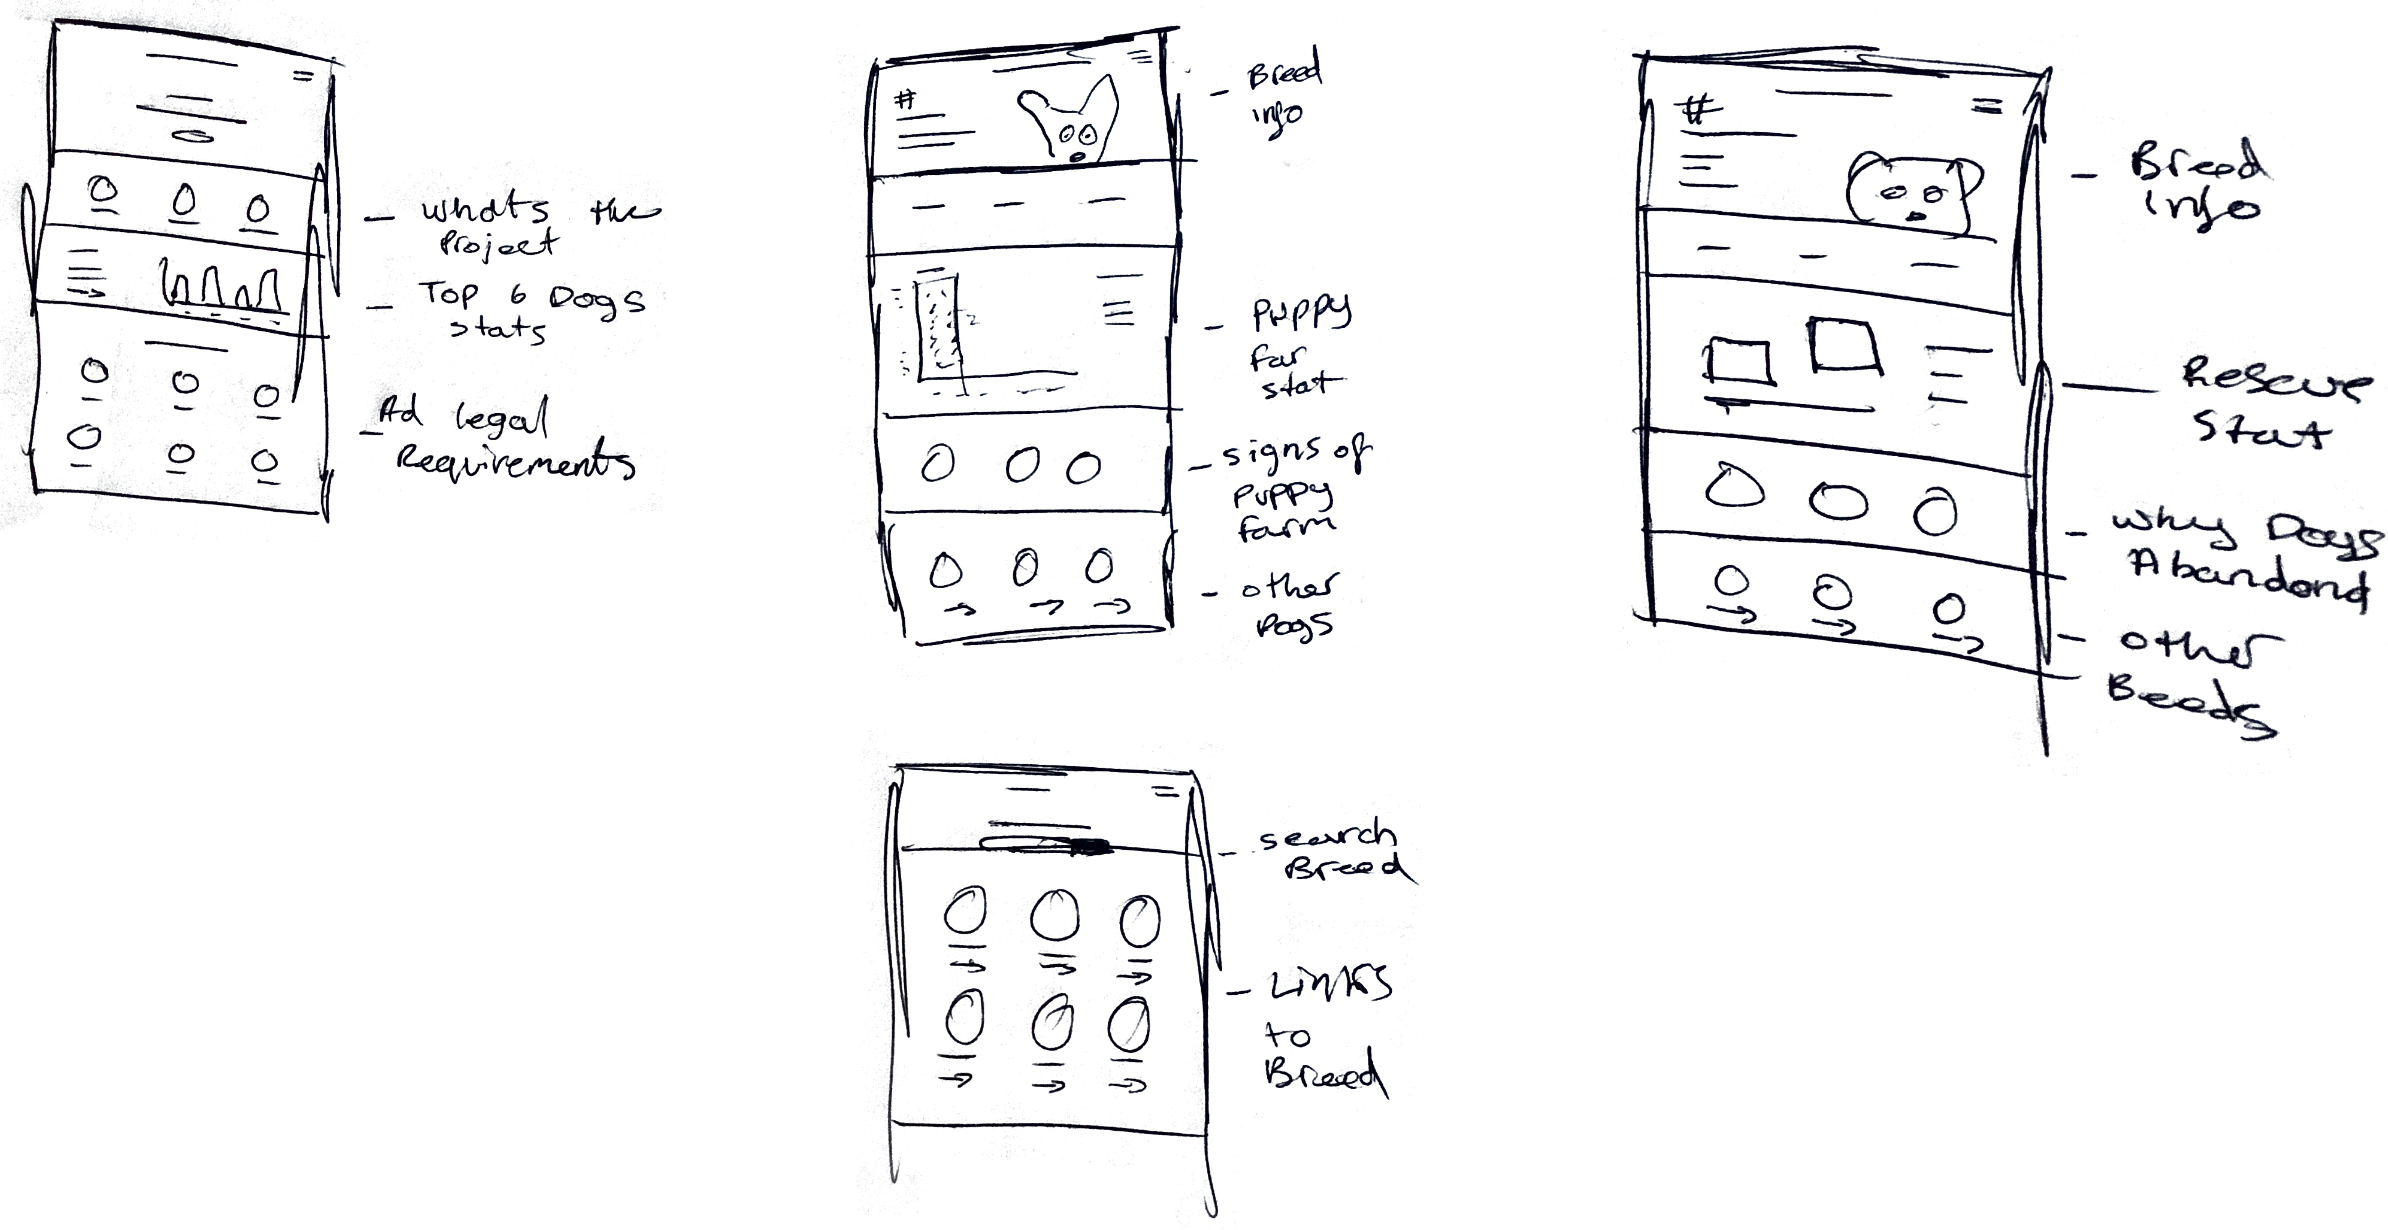 - Whats the
Project
- Top 6 Dogs
Stats
- Ad Legal
Requirements
#
- Breed
info
- Puppy
Far
stat
- signs of
Puppy
Farm
- other
Dogs
#
- Breed
info
- Rescue
Stat
- Why Dogs
Abandond
- other
Breeds
- search
Breed
- Links
to
Breed